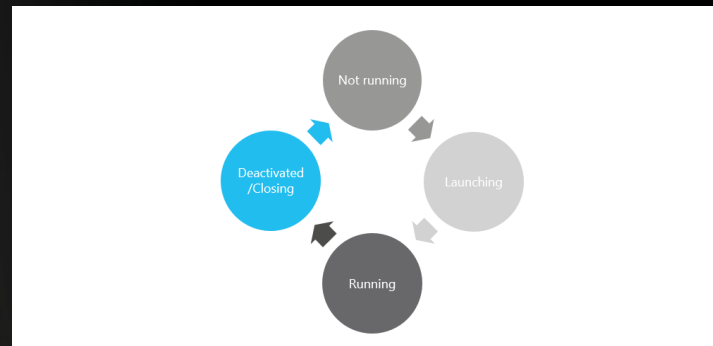 Not running
Deactivated
/Closing
Launching
Running